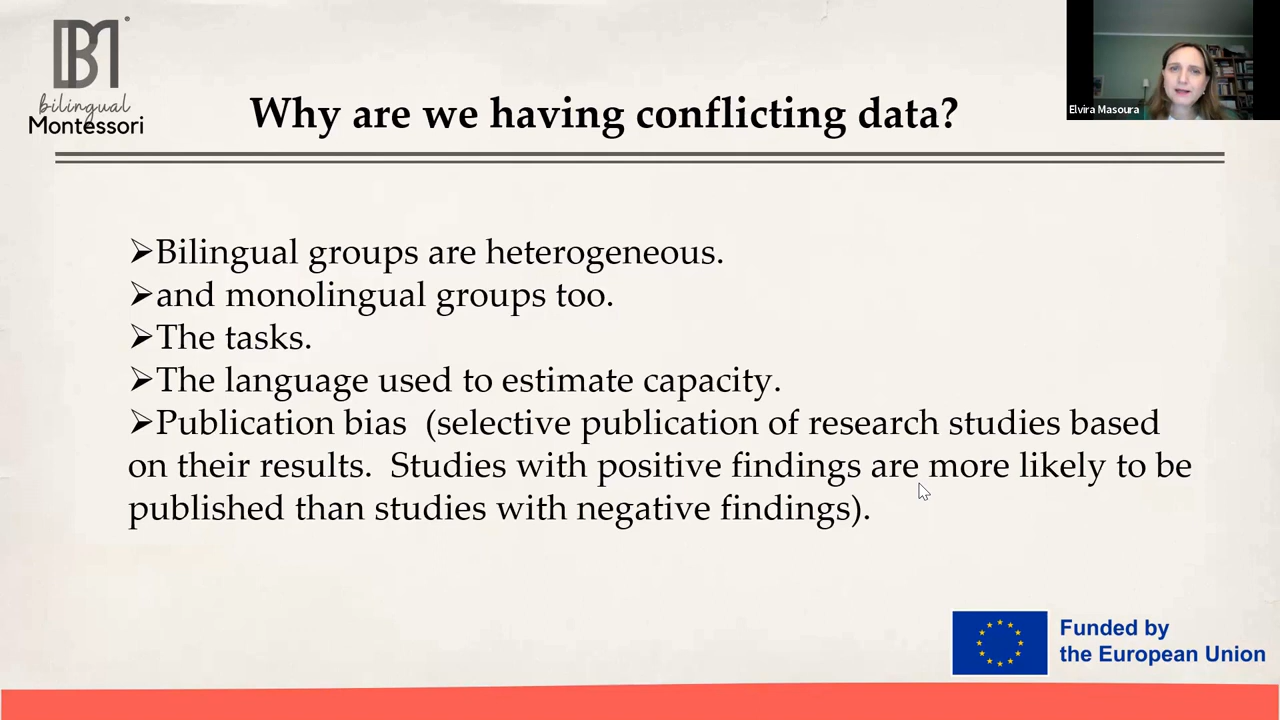 bilingual
Montessori
Why are we having conflicting data?
Elvira Masoura
➢Bilingual groups are heterogeneous.
➢and monolingual groups too.
➢The tasks.
➢The language used to estimate capacity.
➢Publication bias (selective publication of research studies based
on their results. Studies with positive findings are more likely to be
published than studies with negative findings).
Funded by
the European Union